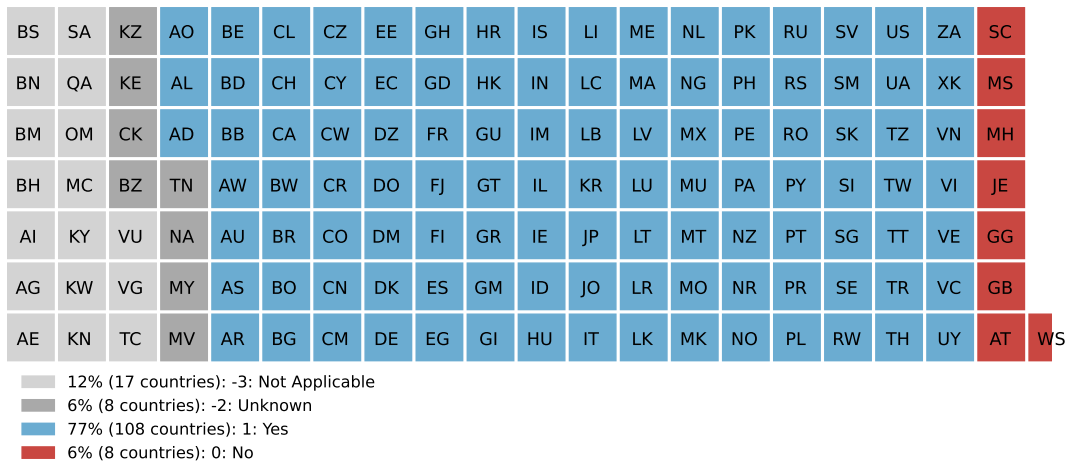 BS SA KZ AO BE CL CZ EE GH HR IS LI ME NL PK RU SV US ZA SC
BN QA KE AL BD CH CY EC GD HK IN LC MA NG PH RS SM UA XK MS
BM OM CK AD BB CA CW DZ FR GU IM LB LV MX PE RO SK TZ VN MH
BH MC BZ TN AW BW CR DO FJ GT IL KR LU MU PA PY SI TW VI JE
AI KY VU NA AU BR CO DM FI GR IE JP LT MT NZ PT SG TT VE GG
AG KW VG MY AS BO CN DK ES GM ID JO LR MO NR PR SE TR VC GB
AE KN TC MV AR BG CM DE EG GI HU IT LK MK NO PL RW TH UY AT WS
12% (17 countries): -3: Not Applicable
6% (8 countries): -2: Unknown
77% (108 countries): 1: Yes
6% (8 countries): 0: No